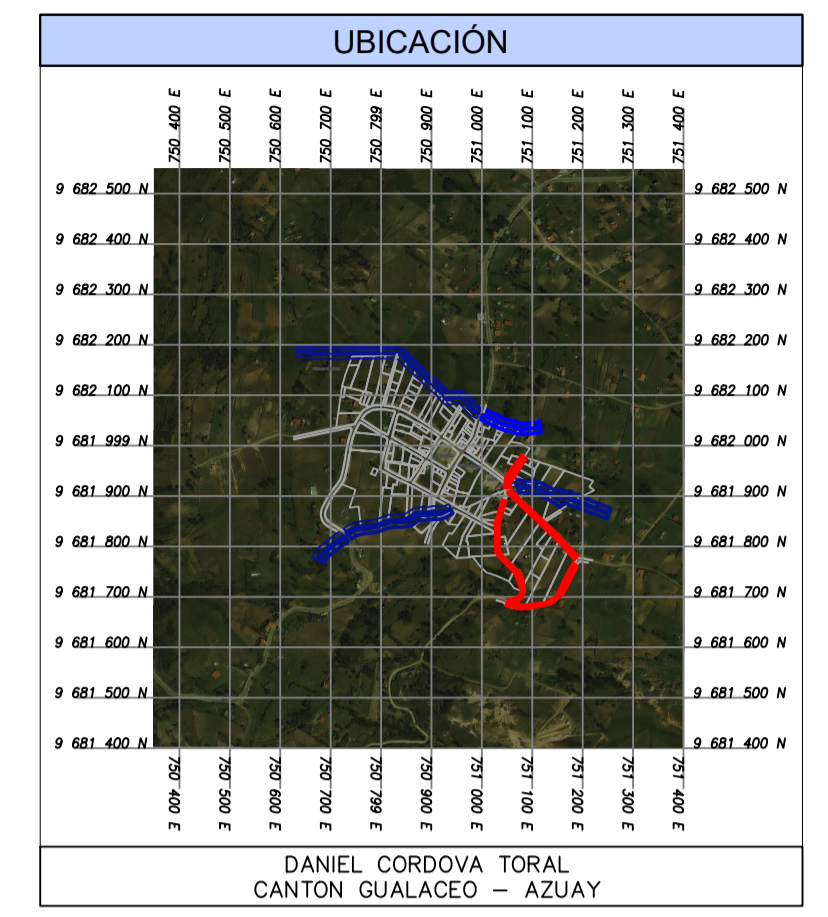 UBICACIÓN
750 400 E
750 500 E
750 600 E
750 700 E
750 799 E
750 900 E
751 000 E
751 100 E
751 200 E
751 300 E
751 400 E
9 682 500 N 9 682 500 N
9 682 400 N 9 682 400 N
9 682 300 N 9 682 300 N
9 682 200 N 9 682 200 N
9 682 100 N 9 682 100 N
9 681 999 N 9 682 000 N
9 681 900 N 9 681 900 N
9 681 800 N 9 681 800 N
9 681 700 N 9 681 700 N
9 681 600 N 9 681 600 N
9 681 500 N 9 681 500 N
9 681 400 N 9 681 400 N
750 400 E
750 500 E
750 600 E
750 700 E
750 799 E
750 900 E
751 000 E
751 100 E
751 200 E
751 300 E
751 400 E
DANIEL CORDOVA TORAL
CANTON GUALACEO – AZUAY